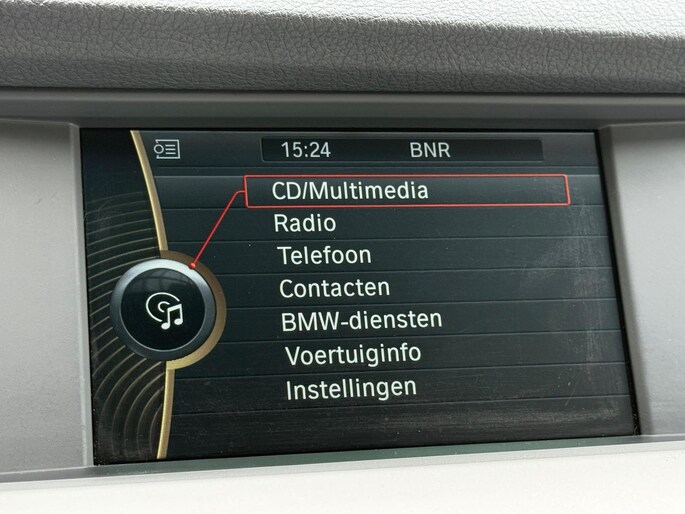 15:24 BNR
CD/Multimedia
Radio
Telefoon
Contacten
BMW-diensten
Voertuiginfo
Instellingen